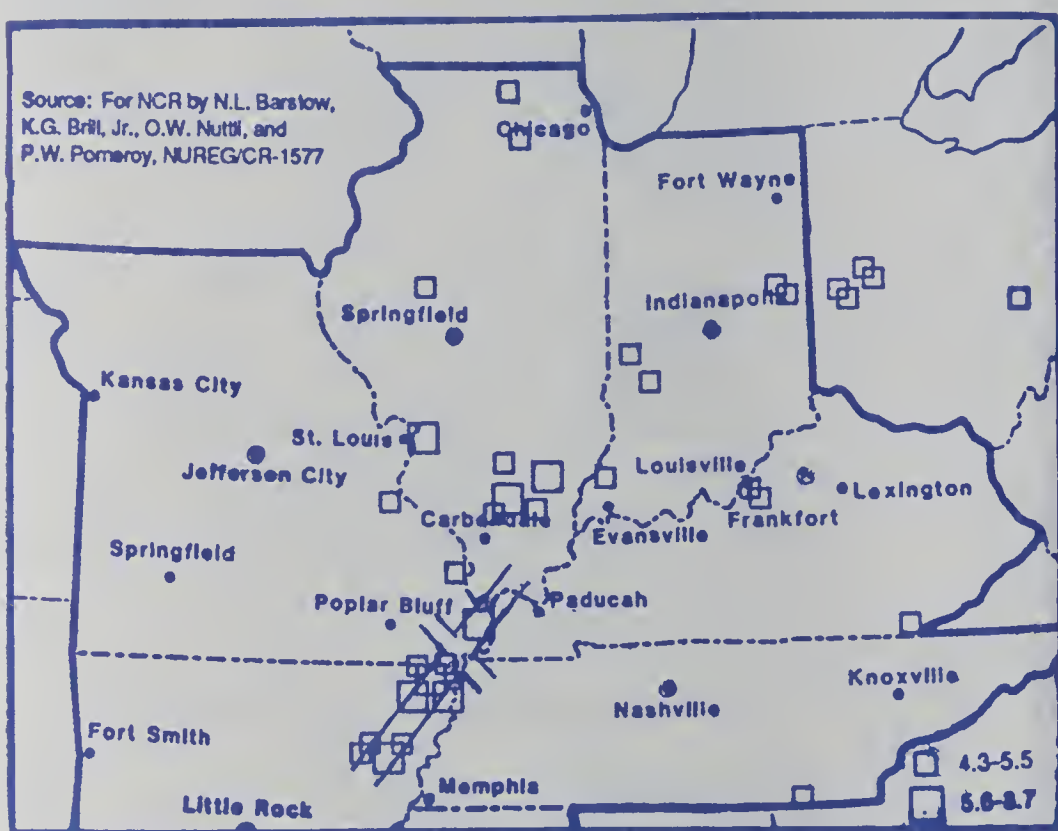 Source: For NCR by N.L. Barstow,
K.G. Brill, Jr., O.W. Nuttli, and
P.W. Pomeroy, NUREG/CR-1577
Chicago
Fort Wayne
Springfield
Indianapolis
Kansas City
St. Louis
Jeffersen City
Louisville
Lexington
Carbondale
Evansville
Frankfort
Springfield
Poplar Bluff
Paducah
Nashville
Knoxville
Fort Smith
Memphis
Little Rock
4.3-5.5